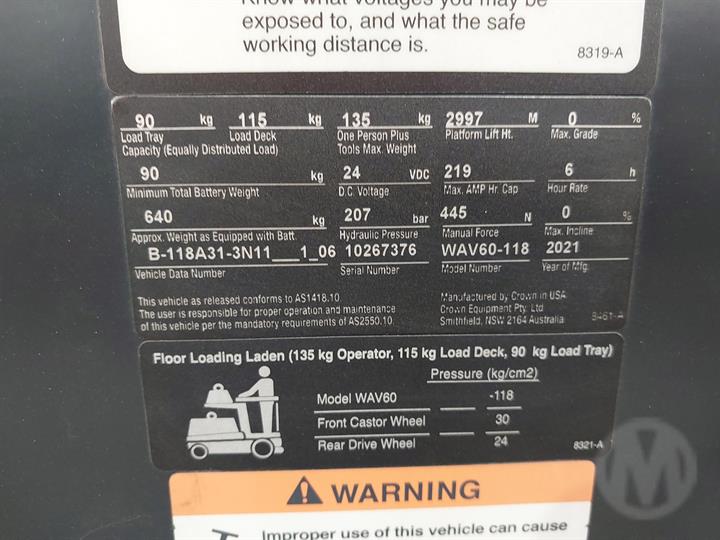 Know what voltages you may be
exposed to, and what the safe
working distance is.
8319-A
90 kg 115 kg 135 kg 2997 M 0 %
Load Tray Load Deck One Person Plus Platform Lift Ht. Max. Grade
Capacity (Equally Distributed Load) Tools Max. Weight
90 kg 24 VDC 219 6 h
Minimum Total Battery Weight D.C. Voltage Max. AMP Hr. Cap Hour Rate
640 kg 207 bar 445 N 0 %
Approx. Weight as Equipped with Batt. Hydraulic Pressure Manual Force Max. Incline
B-118A31-3N11___1_06 10267376 WAV60-118 2021
Vehicle Data Number Serial Number Model Number Year of Mfg.
This vehicle as released conforms to AS1418.10.
The user is responsible for proper operation and maintenance
of this vehicle per the mandatory requirements of AS2550.10.
Manufactured by Crown in USA
Crown Equipment Pty. Ltd
Smithfield, NSW 2164 Australia
8461-A
Floor Loading Laden (135 kg Operator, 115 kg Load Deck, 90 kg Load Tray)
Pressure (kg/cm2)
Model WAV60 -118
Front Castor Wheel 30
Rear Drive Wheel 24
8321-A
WARNING
Improper use of this vehicle can cause
M